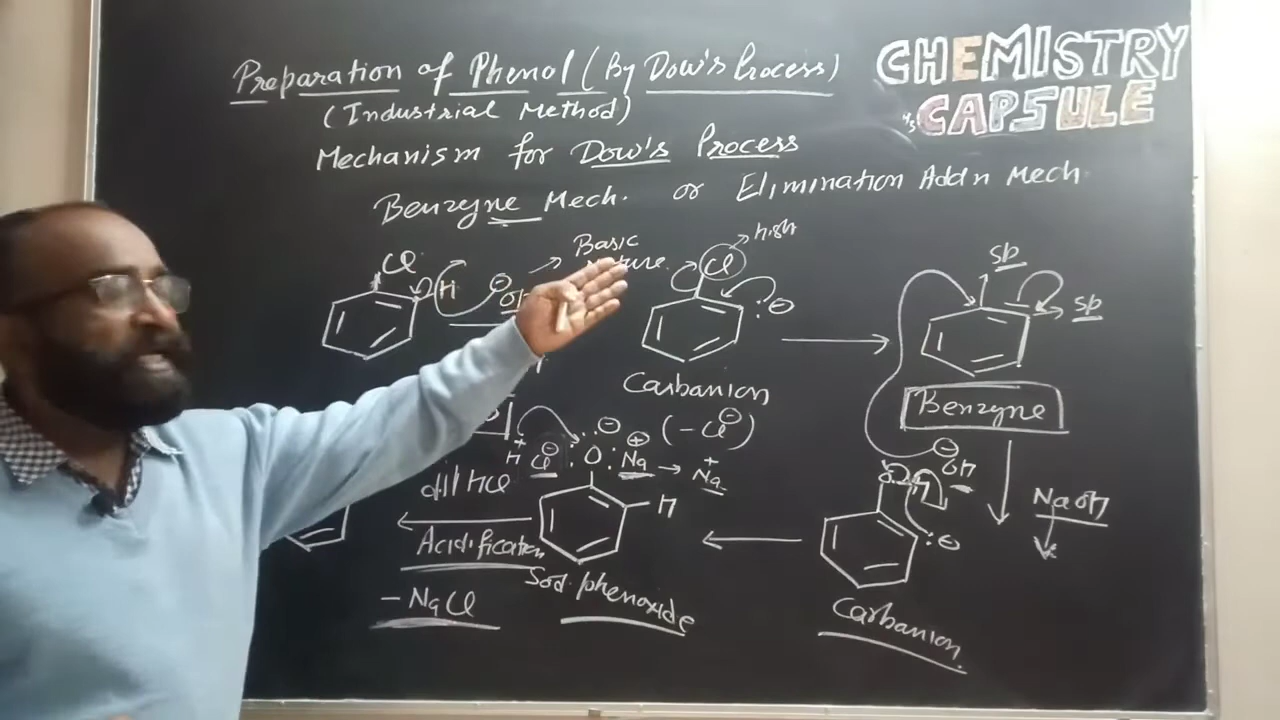 Preparation of Phenol (By Dow's Process)
(Industrial Method)
CHEMISTRY
CAPSULE
Mechanism for Dow's Process
Benzyne Mech. or Elimination Addn Mech
Cl
H
⊖
OH
Basic
Cl
high
:⊖
Carbanion
(-Cl⊖)
sp
sp
Benzyne
⊖
OH
NaOH
H+ Cl⊖
dil HCl
Acidification
- NaCl
:O: ⊖ Na⊕ → Na+
H
Sod. phenoxide
:⊖
Carbanion